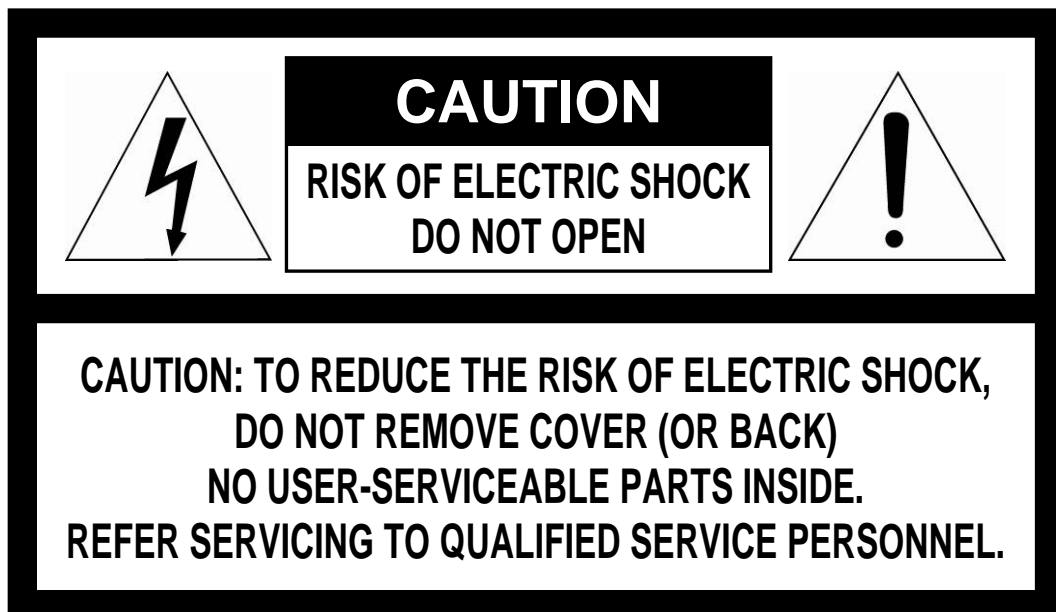 CAUTION
RISK OF ELECTRIC SHOCK
DO NOT OPEN
CAUTION: TO REDUCE THE RISK OF ELECTRIC SHOCK,
DO NOT REMOVE COVER (OR BACK)
NO USER-SERVICEABLE PARTS INSIDE.
REFER SERVICING TO QUALIFIED SERVICE PERSONNEL.